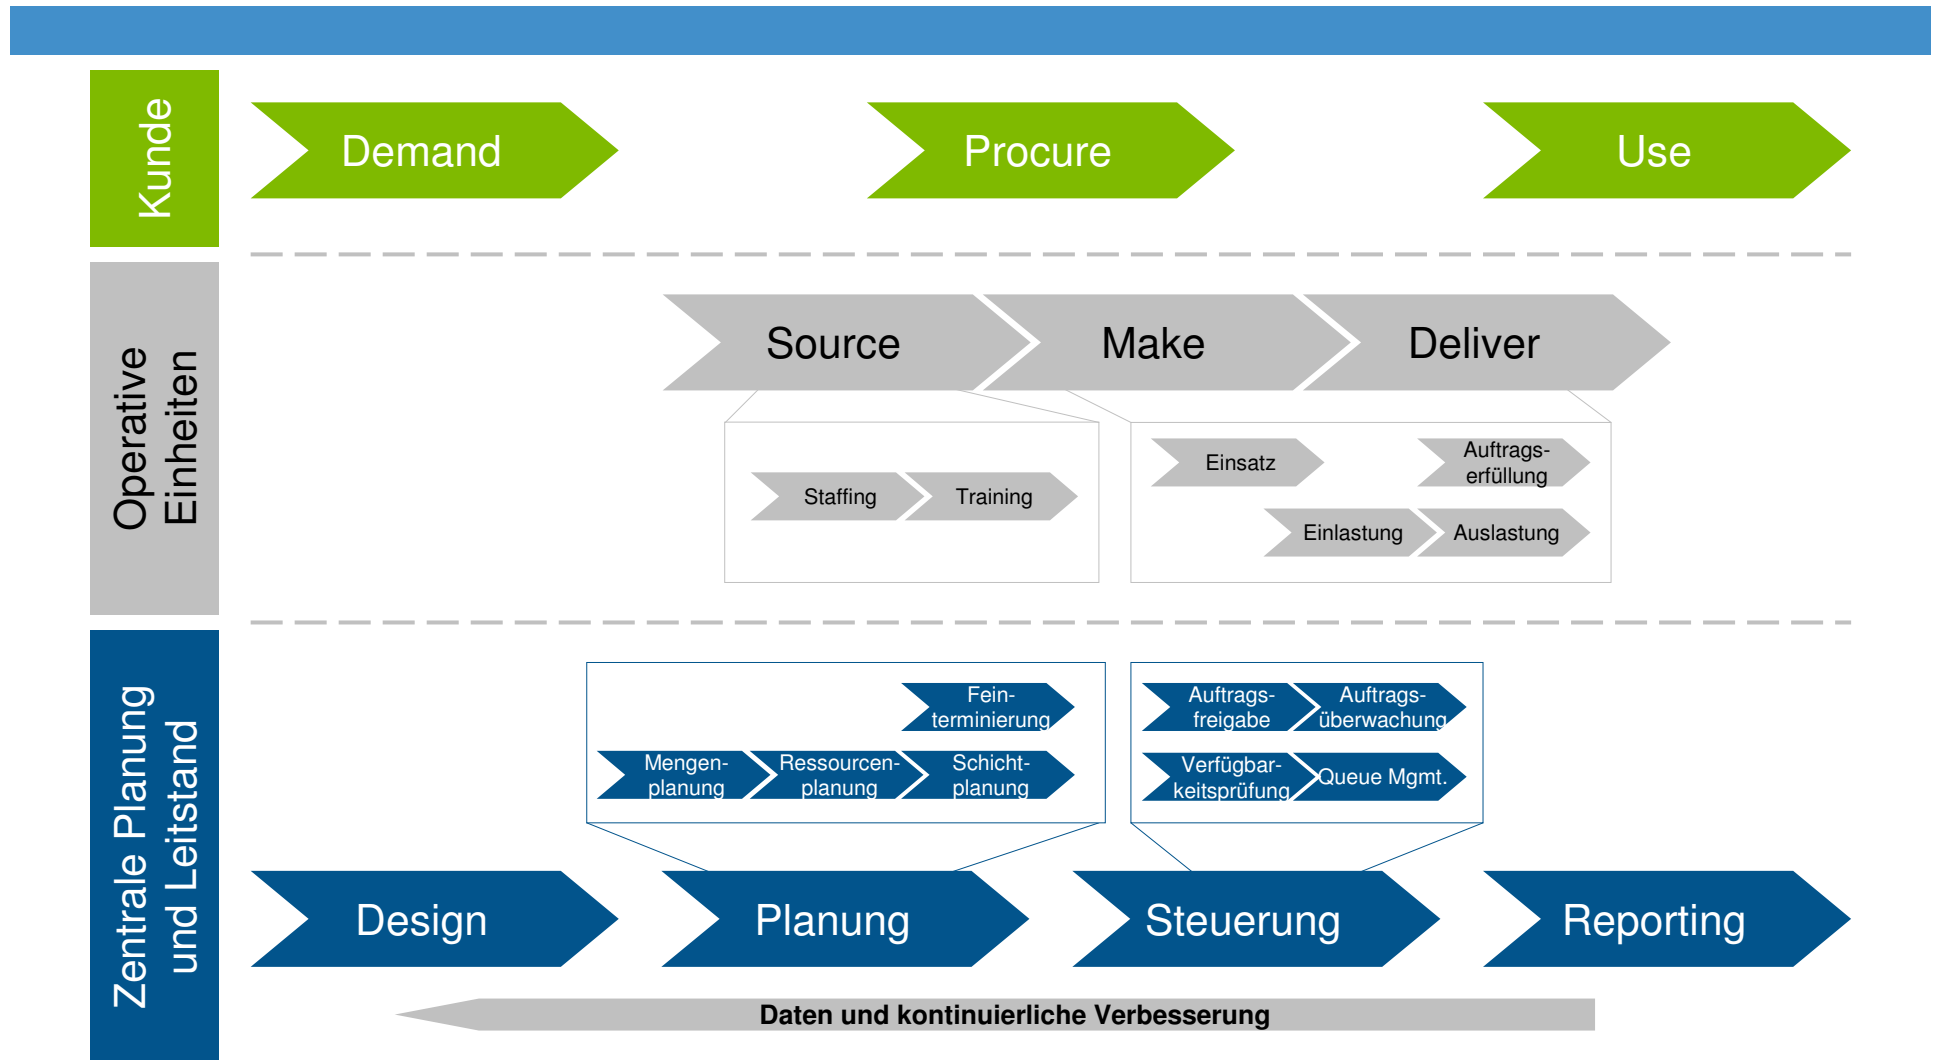 Kunde
Demand
Procure
Use
Operative
Einheiten
Source
Make
Deliver
Staffing
Training
Einsatz
Auftrags-
erfüllung
Einlastung
Auslastung
Zentrale Planung
und Leitstand
Fein-
terminierung
Mengen-
planung
Ressourcen-
planung
Schicht-
planung
Auftrags-
freigabe
Auftrags-
überwachung
Verfügbar-
keitsprüfung
Queue Mgmt.
Design
Planung
Steuerung
Reporting
Daten und kontinuierliche Verbesserung